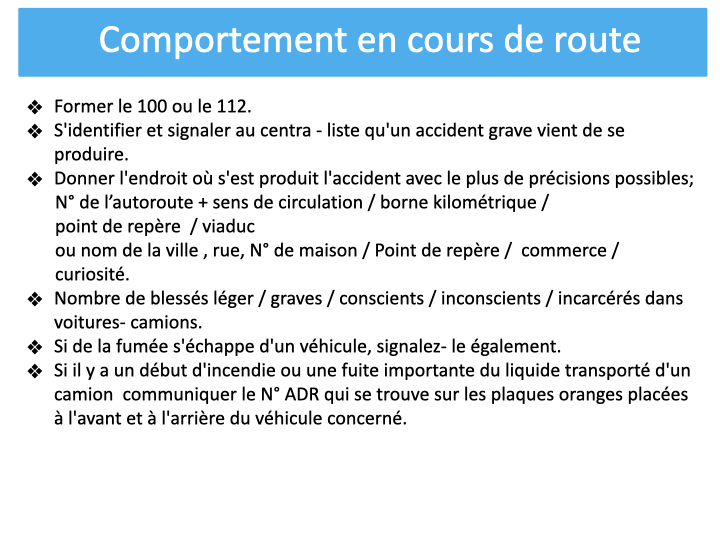 Comportement en cours de route
❖ Former le 100 ou le 112.
❖ S'identifier et signaler au centra - liste qu'un accident grave vient de se
produire.
❖ Donner l'endroit où s'est produit l'accident avec le plus de précisions possibles;
N° de l’autoroute + sens de circulation / borne kilométrique /
point de repère / viaduc
ou nom de la ville , rue, N° de maison / Point de repère / commerce /
curiosité.
❖ Nombre de blessés léger / graves / conscients / inconscients / incarcérés dans
voitures- camions.
❖ Si de la fumée s'échappe d'un véhicule, signalez- le également.
❖ Si il y a un début d'incendie ou une fuite importante du liquide transporté d'un
camion communiquer le N° ADR qui se trouve sur les plaques oranges placées
à l'avant et à l'arrière du véhicule concerné.